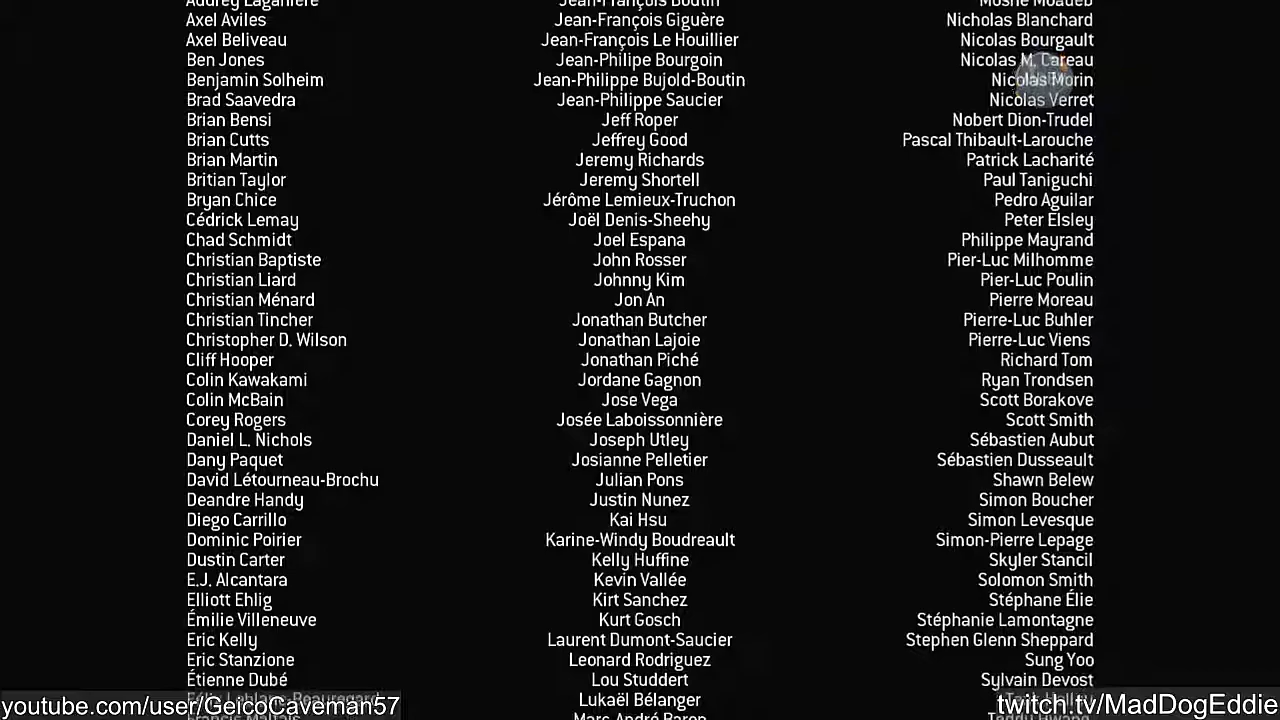 Axel Aviles
Axel Beliveau
Ben Jones
Benjamin Solheim
Brad Saavedra
Brian Bensi
Brian Cutts
Brian Martin
Britian Taylor
Bryan Chice
Cédrick Lemay
Chad Schmidt
Christian Baptiste
Christian Liard
Christian Ménard
Christian Tincher
Christopher D. Wilson
Cliff Hooper
Colin Kawakami
Colin McBain
Corey Rogers
Daniel L. Nichols
Dany Paquet
David Létourneau-Brochu
Deandre Handy
Diego Carrillo
Dominic Poirier
Dustin Carter
E.J. Alcantara
Elliott Ehlig
Émilie Villeneuve
Eric Kelly
Eric Stanzione
Étienne Dubé
Jean-François Boutin
Jean-François Giguère
Jean-François Le Houillier
Jean-Philipe Bourgoin
Jean-Philippe Bujold-Boutin
Jean-Philippe Saucier
Jeff Roper
Jeffrey Good
Jeremy Richards
Jeremy Shortell
Jérôme Lemieux-Truchon
Joël Denis-Sheehy
Joel Espana
John Rosser
Johnny Kim
Jon An
Jonathan Butcher
Jonathan Lajoie
Jonathan Piché
Jordane Gagnon
Jose Vega
Josée Laboissonnière
Joseph Utley
Josianne Pelletier
Julian Pons
Justin Nunez
Kai Hsu
Karine-Windy Boudreault
Kelly Huffine
Kevin Vallée
Kirt Sanchez
Kurt Gosch
Laurent Dumont-Saucier
Leonard Rodriguez
Lou Studdert
Lukaël Bélanger
Nicholas Blanchard
Nicolas Bourgault
Nicolas M. Careau
Nicolas Morin
Nicolas Verret
Nobert Dion-Trudel
Pascal Thibault-Larouche
Patrick Lacharité
Paul Taniguchi
Pedro Aguilar
Peter Elsley
Philippe Mayrand
Pier-Luc Milhomme
Pier-Luc Poulin
Pierre Moreau
Pierre-Luc Buhler
Pierre-Luc Viens
Richard Tom
Ryan Trondsen
Scott Borakove
Scott Smith
Sébastien Aubut
Sébastien Dusseault
Shawn Belew
Simon Boucher
Simon Levesque
Simon-Pierre Lepage
Skyler Stancil
Solomon Smith
Stéphane Élie
Stéphanie Lamontagne
Stephen Glenn Sheppard
Sung Yoo
Sylvain Devost
youtube.com/user/GeicoCaveman57
twitch.tv/MadDogEddie